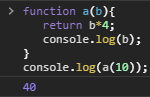 > function a(b){
return b*4;
console.log(b);
}
console.log(a(10));
40